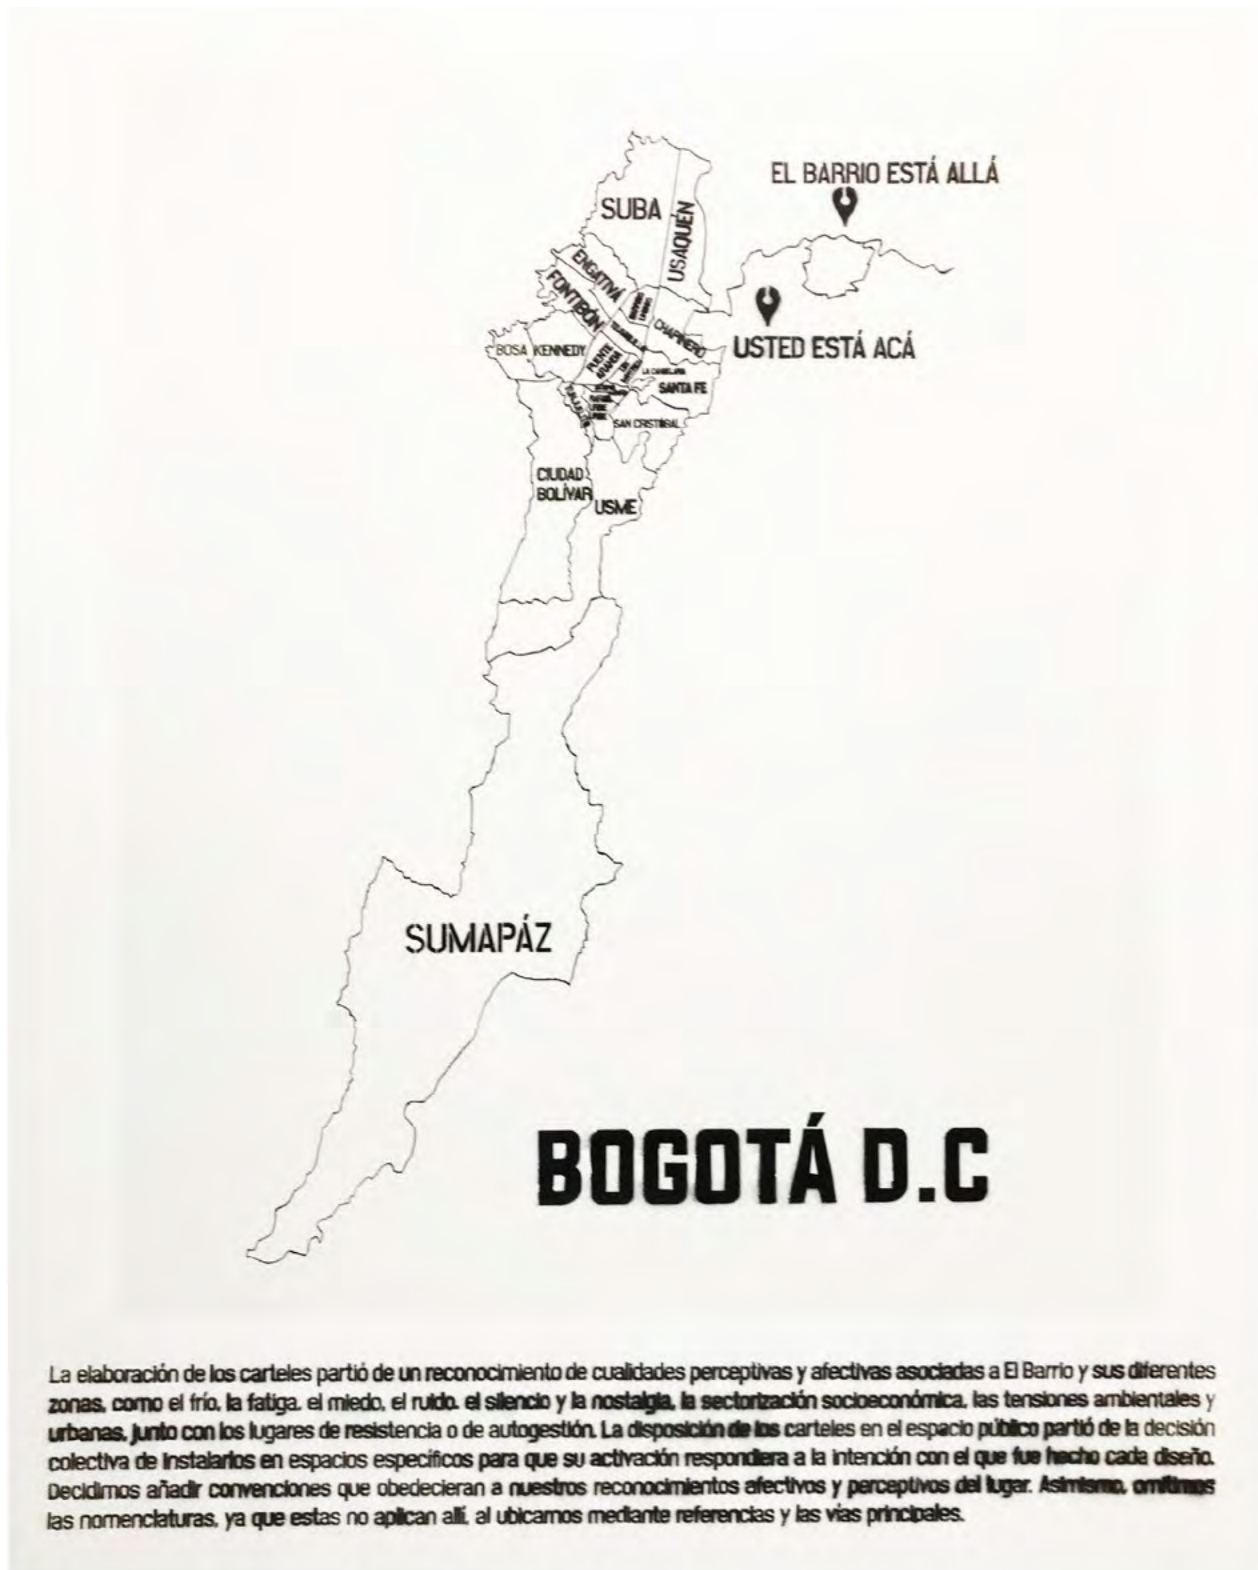 EL BARRIO ESTÁ ALLÁ
SUBA
USAQUEN
ENGATIVÁ
FONTIBÓN
CHAPINERO
USTED ESTÁ ACÁ
BOSA
KENNEDY
PUENTE
ARANDA
LA CANDELARIA
SANTA FE
SAN CRISTÓBAL
CIUDAD
BOLÍVAR
USME
SUMAPÁZ
BOGOTÁ D.C
La elaboración de los carteles partió de un reconocimiento de cualidades perceptivas y afectivas asociadas a El Barrio y sus diferentes
zonas, como el frío, la fatiga, el miedo, el ruido, el silencio y la nostalgia, la sectorización socioeconómica, las tensiones ambientales y
urbanas, junto con los lugares de resistencia o de autogestión. La disposición de los carteles en el espacio público partió de la decisión
colectiva de instalarlos en espacios específicos para que su activación respondiera a la intención con el que fue hecho cada diseño.
Decidimos añadir convenciones que obedecieran a nuestros reconocimientos afectivos y perceptivos del lugar. Asimismo, omitimos
las nomenclaturas, ya que estas no aplican allí, al ubicarnos mediante referencias y las vías principales.